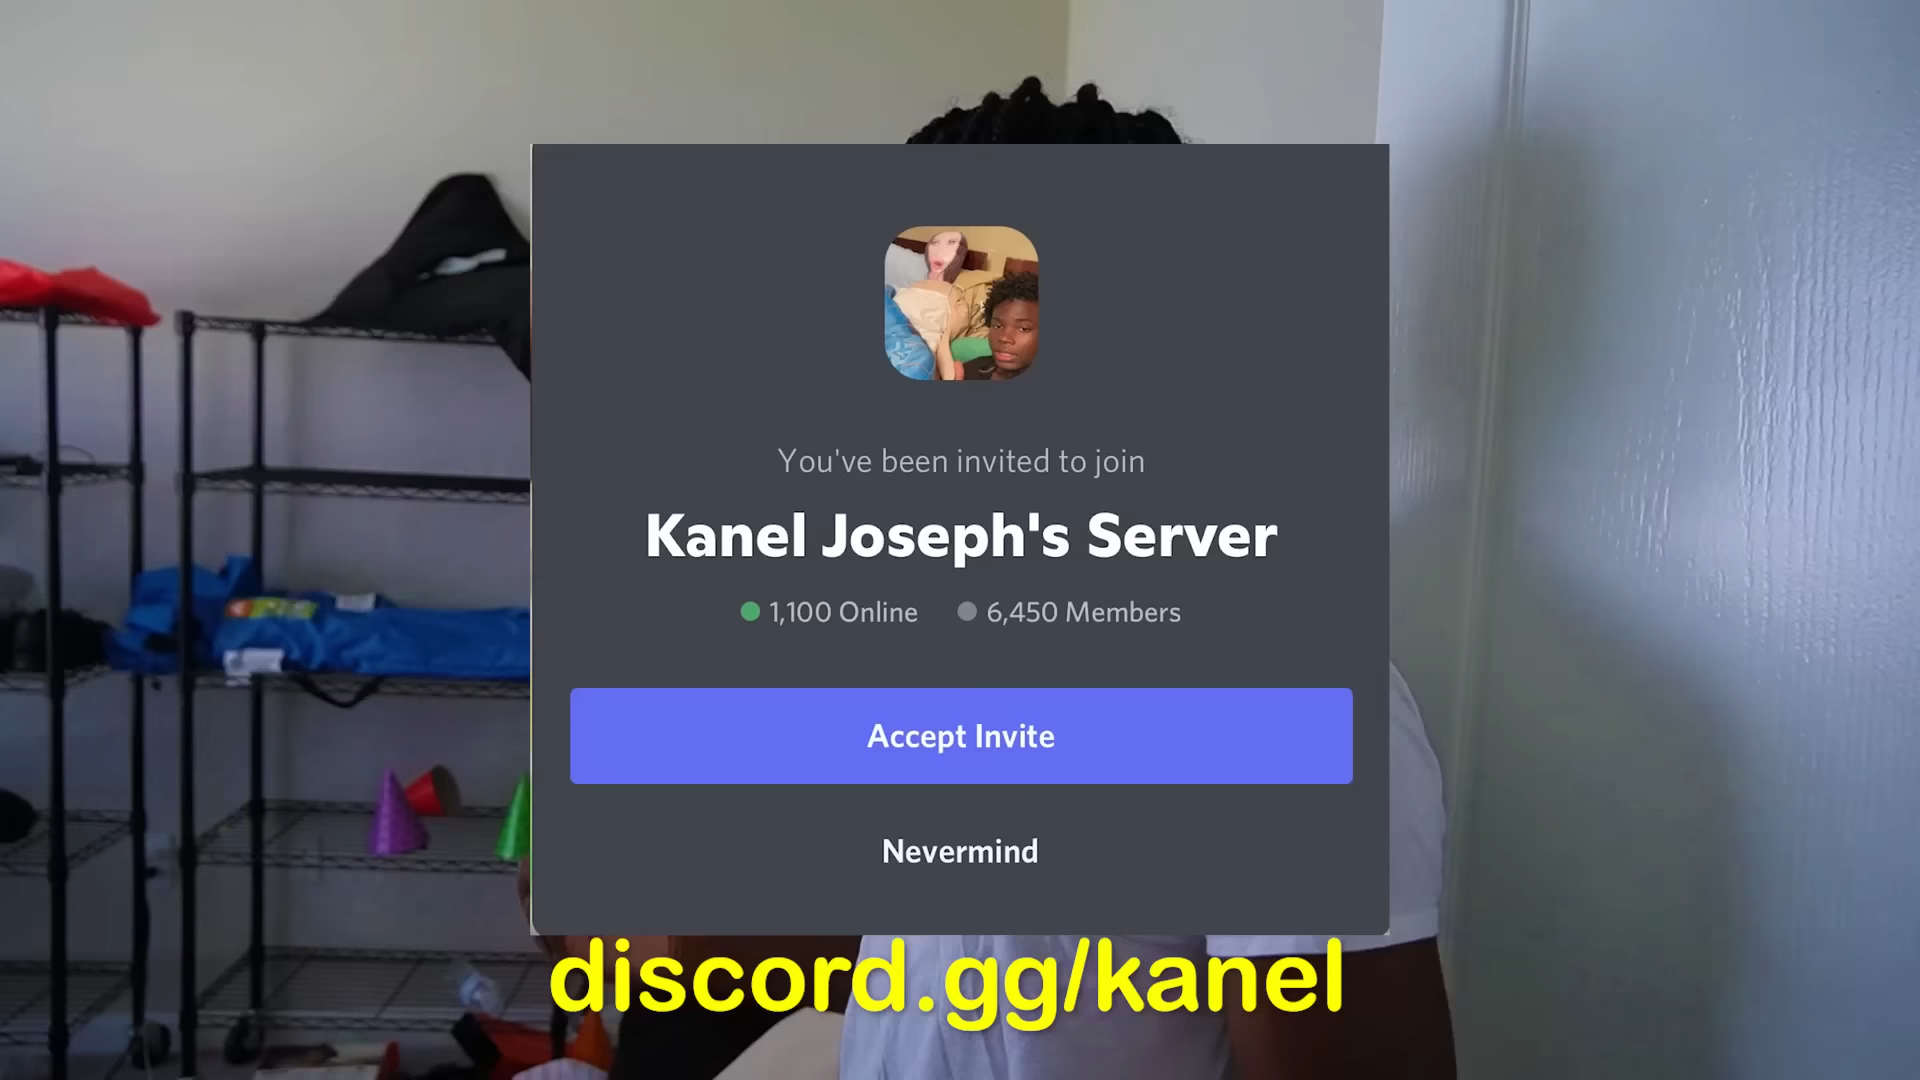 You've been invited to join
Kanel Joseph's Server
1,100 Online 6,450 Members
Accept Invite
Nevermind
discord.gg/kanel